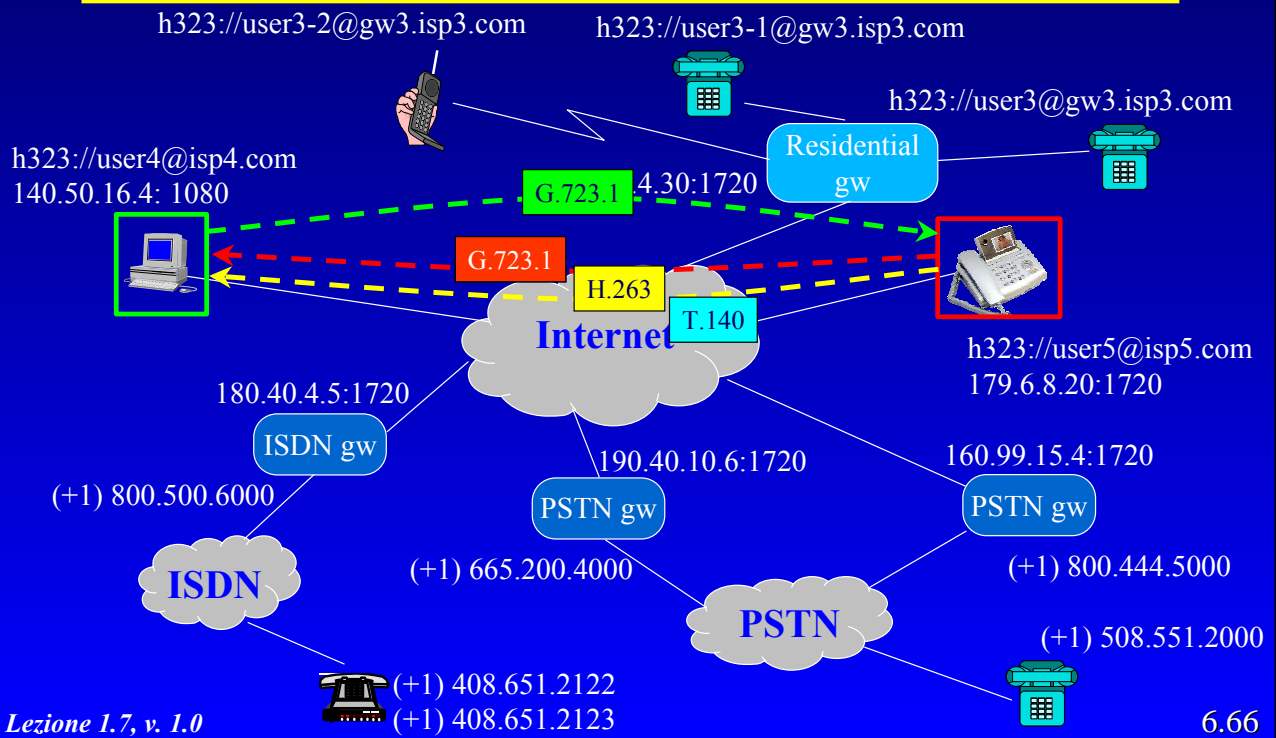 h323://user3-2@gw3.isp3.com
h323://user3-1@gw3.isp3.com
h323://user3@gw3.isp3.com
h323://user4@isp4.com
140.50.16.4: 1080
Residential
gw
G.723.1
.4.30:1720
G.723.1
H.263
T.140
Internet
h323://user5@isp5.com
179.6.8.20:1720
180.40.4.5:1720
ISDN gw
190.40.10.6:1720
160.99.15.4:1720
(+1) 800.500.6000
PSTN gw
PSTN gw
ISDN
(+1) 665.200.4000
(+1) 800.444.5000
PSTN
(+1) 508.551.2000
(+1) 408.651.2122
(+1) 408.651.2123
Lezione 1.7, v. 1.0
6.66